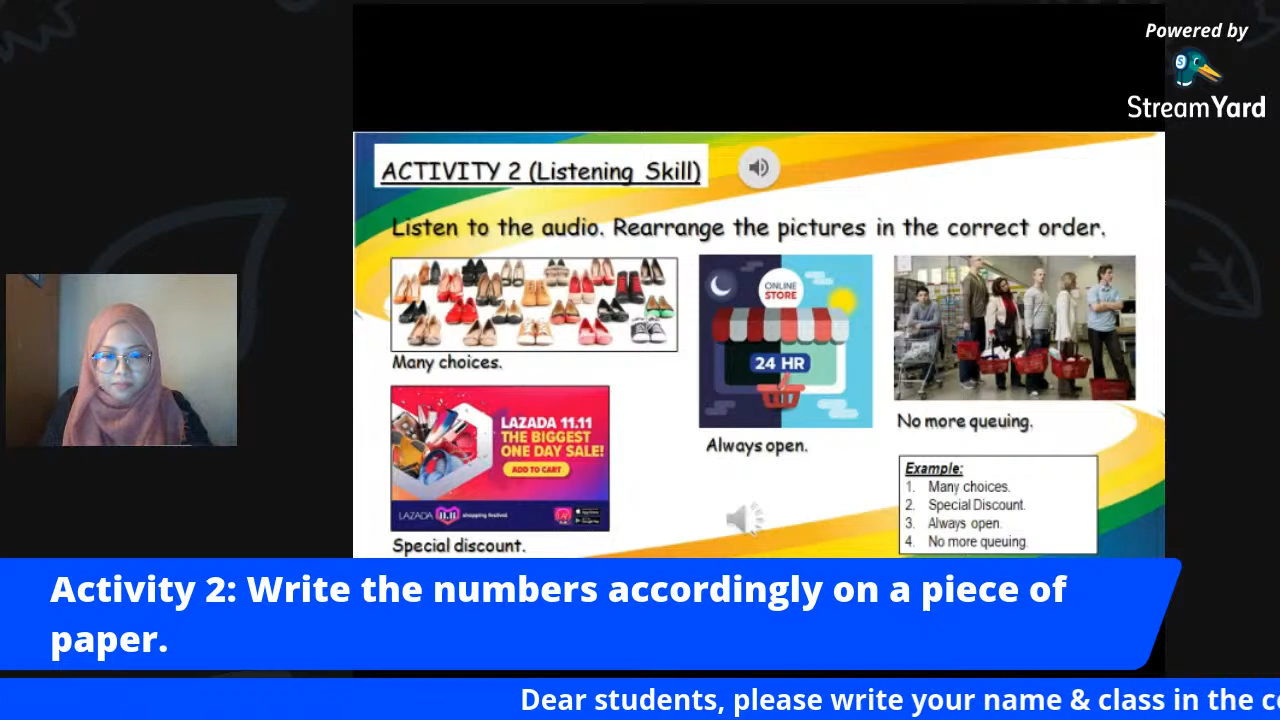 Powered by
StreamYard
ACTIVITY 2 (Listening Skill)
Listen to the audio. Rearrange the pictures in the correct order.
Many choices.
ONLINE
STORE
24 HR
Always open.
No more queuing.
LAZADA 11.11
THE BIGGEST
ONE DAY SALE!
ADD TO CART
LAZADA 11.11 shopping festival
Special discount.
Example:
1. Many choices.
2. Special Discount.
3. Always open.
4. No more queuing.
Activity 2: Write the numbers accordingly on a piece of
paper.
Dear students, please write your name & class in the c